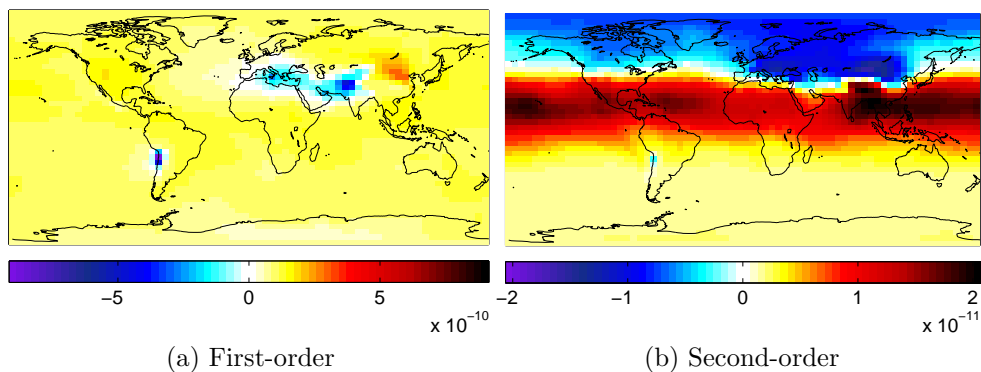 −5 0 5
x 10⁻¹⁰
(a) First-order
−2 −1 0 1 2
x 10⁻¹¹
(b) Second-order